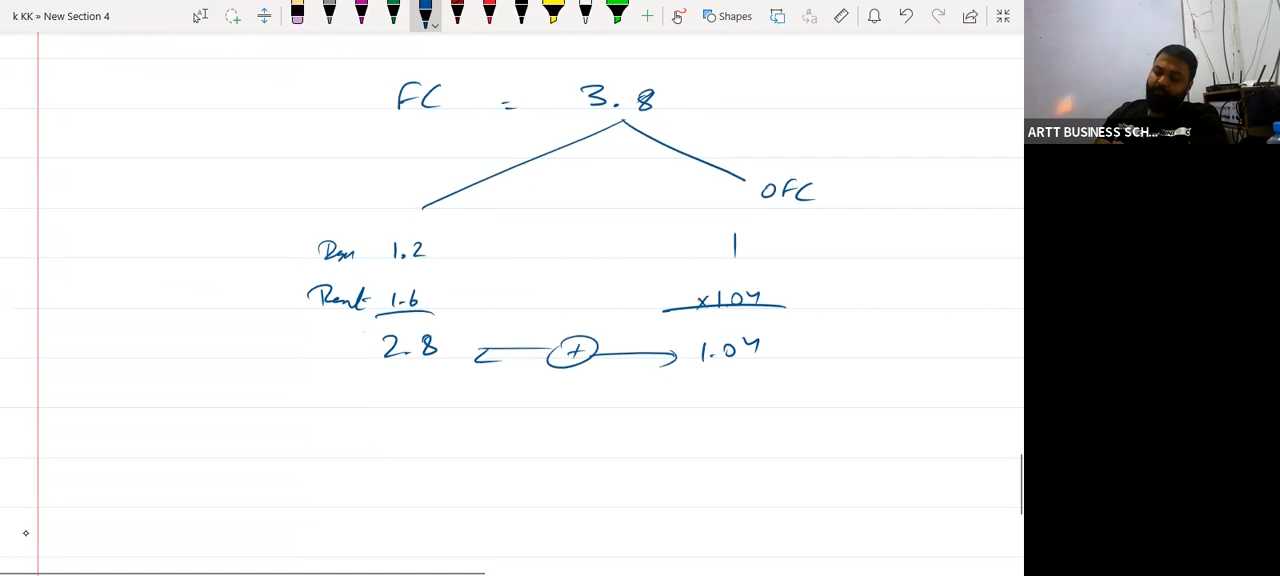 k KK » New Section 4
Shapes
FC = 3.8
OFC
1.2 1
Rent 1.6 x1.04
2.8 + 1.04
ARTT BUSINESS SCH...